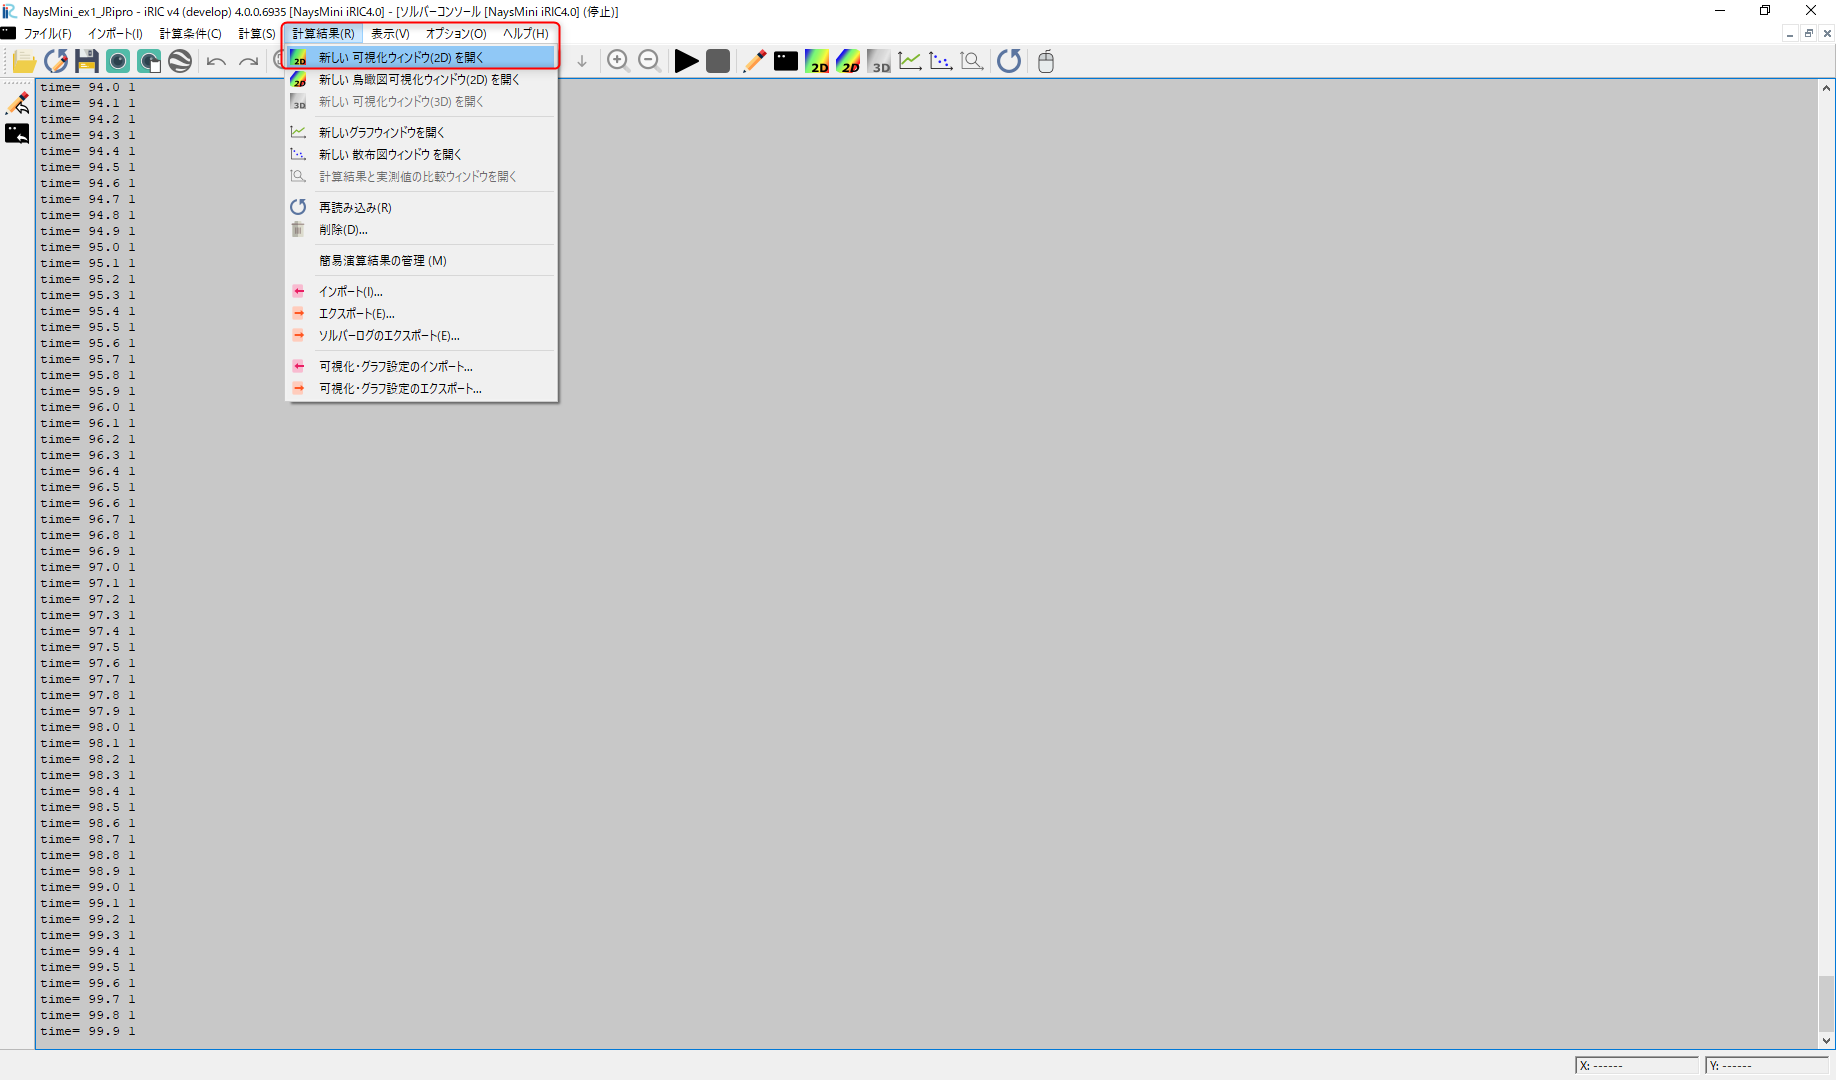 NaysMini_ex1_JP.ipro - iRIC v4 (develop) 4.0.0.6935 [NaysMini iRIC4.0] - [ソルバーコンソール [NaysMini iRIC4.0] (停止)]
ファイル(F) インポート(I) 計算条件(C) 計算(S) 計算結果(R) 表示(V) オプション(O) ヘルプ(H)
2D 2D 3D
2D 新しい 可視化ウィンドウ(2D) を開く
2D 新しい 鳥瞰図可視化ウィンドウ(2D) を開く
3D 新しい 可視化ウィンドウ(3D) を開く
新しいグラフウィンドウを開く
新しい 散布図ウィンドウ を開く
計算結果と実測値の比較ウィンドウを開く
再読み込み(R)
削除(D)...
簡易演算結果の管理 (M)
インポート(I)...
エクスポート(E)...
ソルバーログのエクスポート(E)...
可視化・グラフ設定のインポート...
可視化・グラフ設定のエクスポート...
time= 94.0 1
time= 94.1 1
time= 94.2 1
time= 94.3 1
time= 94.4 1
time= 94.5 1
time= 94.6 1
time= 94.7 1
time= 94.8 1
time= 94.9 1
time= 95.0 1
time= 95.1 1
time= 95.2 1
time= 95.3 1
time= 95.4 1
time= 95.5 1
time= 95.6 1
time= 95.7 1
time= 95.8 1
time= 95.9 1
time= 96.0 1
time= 96.1 1
time= 96.2 1
time= 96.3 1
time= 96.4 1
time= 96.5 1
time= 96.6 1
time= 96.7 1
time= 96.8 1
time= 96.9 1
time= 97.0 1
time= 97.1 1
time= 97.2 1
time= 97.3 1
time= 97.4 1
time= 97.5 1
time= 97.6 1
time= 97.7 1
time= 97.8 1
time= 97.9 1
time= 98.0 1
time= 98.1 1
time= 98.2 1
time= 98.3 1
time= 98.4 1
time= 98.5 1
time= 98.6 1
time= 98.7 1
time= 98.8 1
time= 98.9 1
time= 99.0 1
time= 99.1 1
time= 99.2 1
time= 99.3 1
time= 99.4 1
time= 99.5 1
time= 99.6 1
time= 99.7 1
time= 99.8 1
time= 99.9 1
X: ------ Y: ------